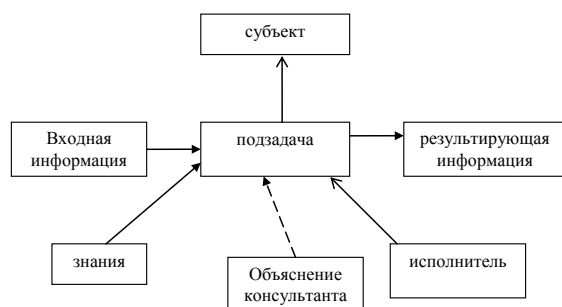 субъект
Входная
информация
подзадача
результирующая
информация
знания
Объяснение
консультанта
исполнитель